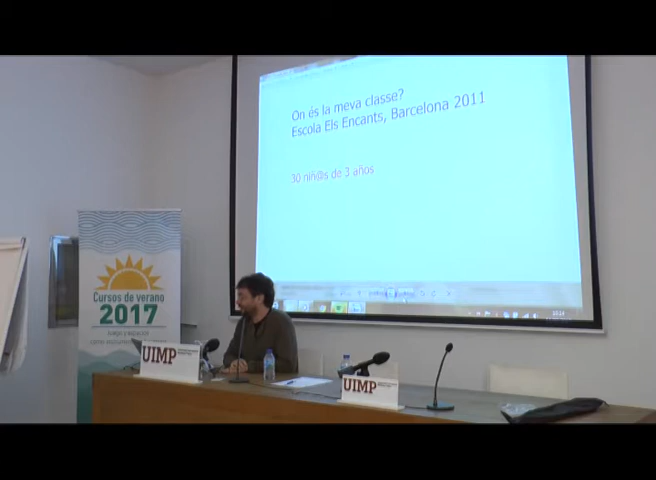 On és la meva classe?
Escola Els Encants, Barcelona 2011
30 niñ@s de 3 años
Cursos de verano
2017
UIMP
UIMP